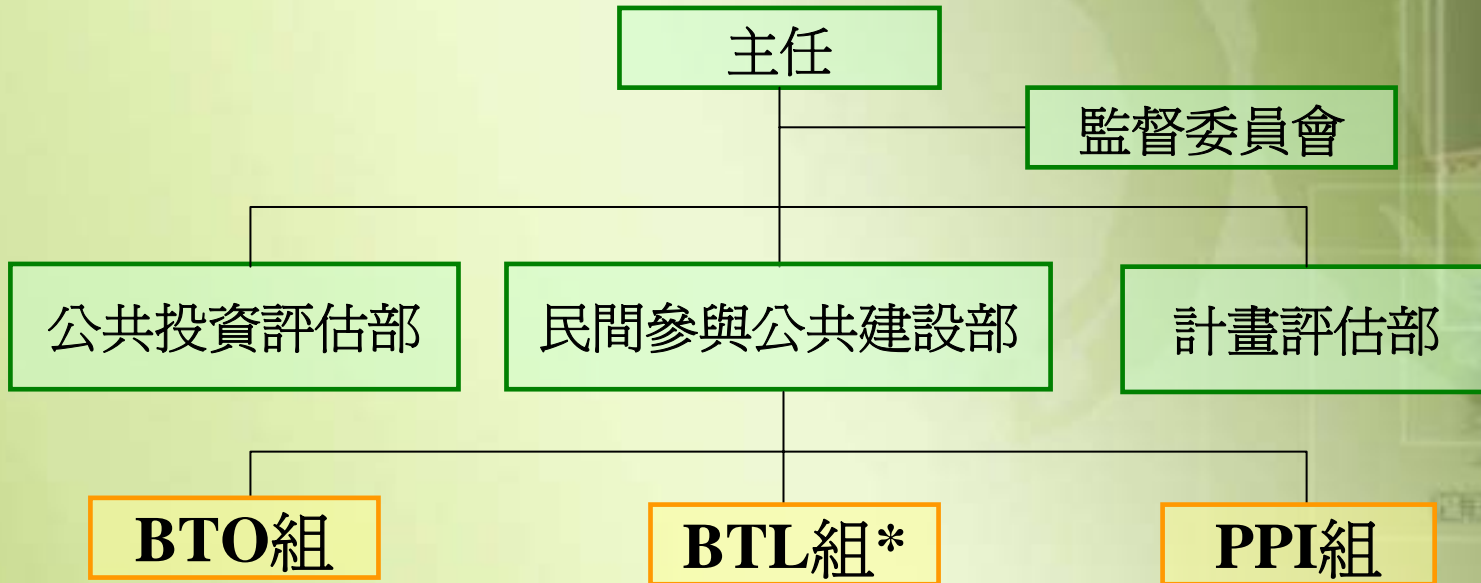 主任
監督委員會
公共投資評估部
民間參與公共建設部
計畫評估部
BTO組
BTL組*
PPI組